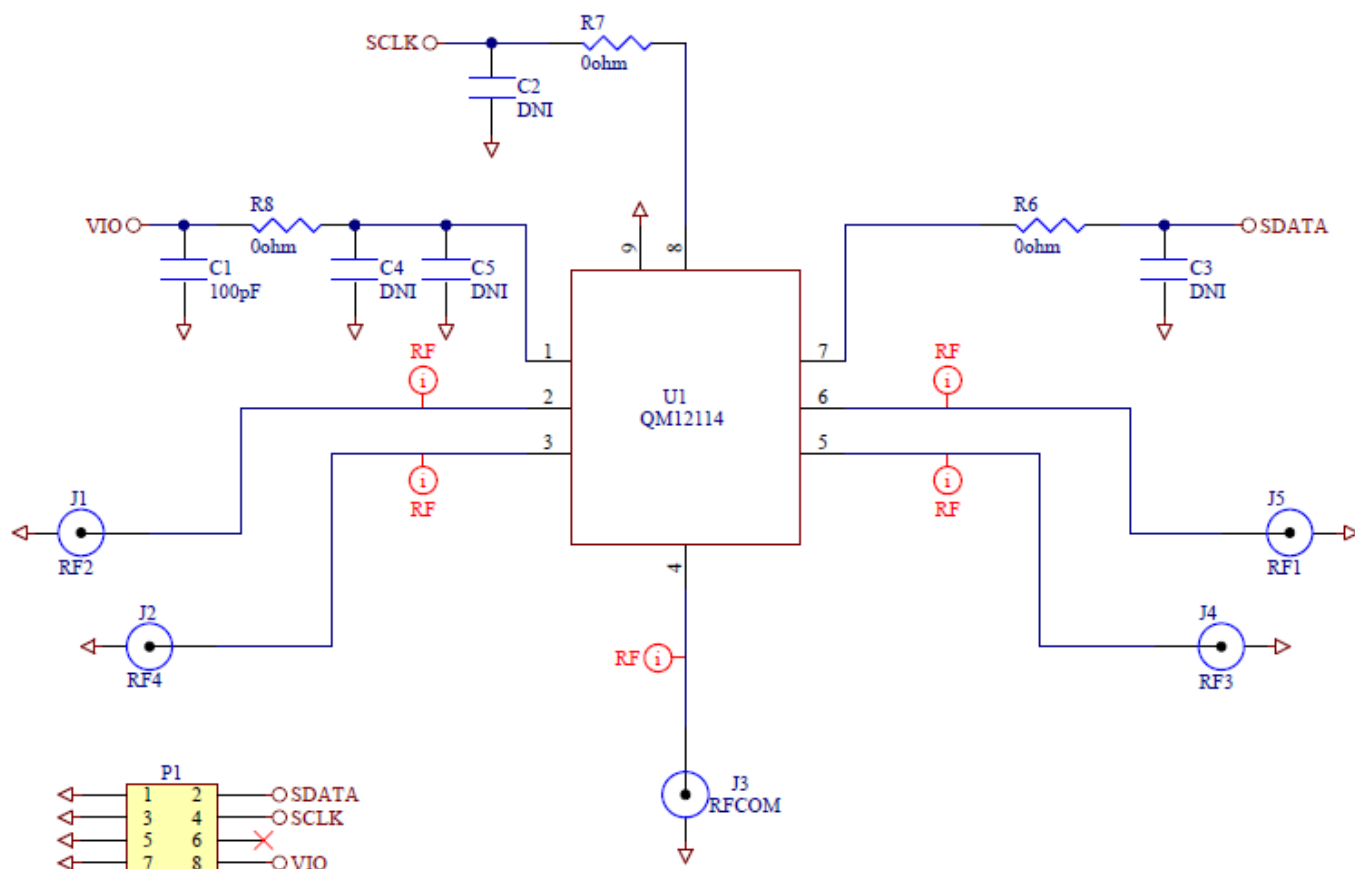 R7
SCLK
0ohm
C2
DNI
R8
R6
VIO
SDATA
0ohm
0ohm
9
8
C1
100pF
C4
DNI
C5
DNI
C3
DNI
1
7
RF
i
RF
i
U1
QM12114
2
6
3
5
i
RF
i
RF
J1
RF2
J5
RF1
4
J2
RF4
J4
RF3
RF i
P1
J3
RFCOM
1 2 SDATA
3 4 SCLK
5 6
7 8 VIO